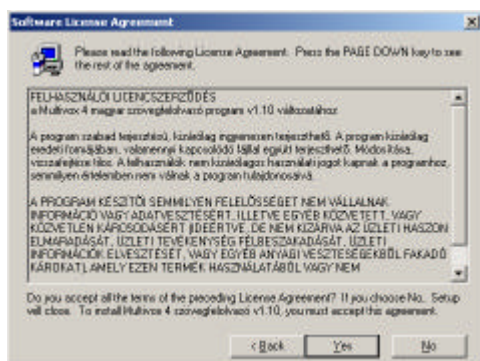 Software License Agreement
Please read the following License Agreement. Press the PAGE DOWN key to see
the rest of the agreement.
FELHASZNÁLÓI LICENCSZERZŐDÉS
a Multivox 4 magyar szövegfelolvasó program v1.10 változatához
A program szabad terjesztésű, kizárólag ingyenesen terjeszthető. A program kizárólag
eredeti formájában, valamennyi kapcsolódó fájllal együtt terjeszthető. Módosítása,
visszafejtése tilos. A felhasználók nem kizárólagos használati jogot kapnak a programhoz,
semmilyen értelemben nem válnak a program tulajdonosaivá.
A PROGRAM KÉSZÍTŐI SEMMILYEN FELELŐSSÉGET NEM VÁLLALNAK
INFORMÁCIÓ VAGY ADATVESZTÉSÉRT, ILLETVE EGYÉB KÖZVETETT, VAGY
KÖZVETLEN KÁROSODÁSÉRT (IDEÉRTVE, DE NEM KIZÁRVA AZ ÜZLETI HASZON
ELMARADÁSÁT, ÜZLETI TEVÉKENYSÉG FÉLBESZAKADÁSÁT, ÜZLETI
INFORMÁCIÓK ELVESZTÉSÉT, VAGY EGYÉB ANYAGI VESZTESÉGEKBŐL FAKADÓ
KÁROKAT), AMELY EZEN TERMÉK HASZNÁLATÁBÓL VAGY NEM
Do you accept all the terms of the preceding License Agreement? If you choose No, Setup
will close. To install Multivox 4 szövegfelolvasó v1.10, you must accept this agreement.
< Back
Yes
No